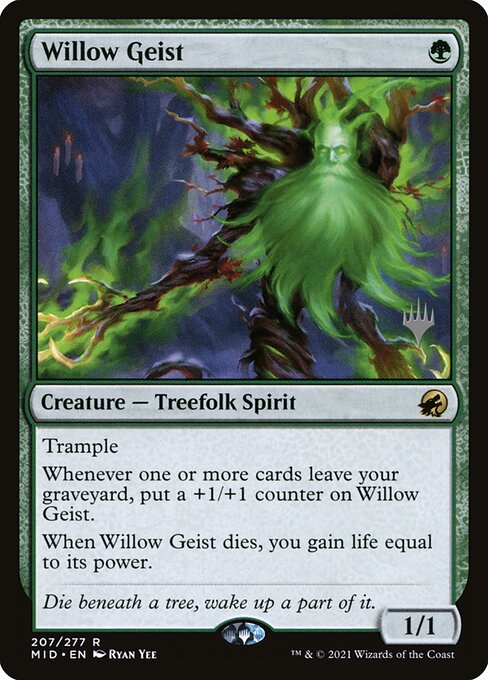 Willow Geist
Creature — Treefolk Spirit
Trample
Whenever one or more cards leave your
graveyard, put a +1/+1 counter on Willow
Geist.
When Willow Geist dies, you gain life equal
to its power.
Die beneath a tree, wake up a part of it.
1/1
207/277 R
MID • EN Ryan Yee
™ & © 2021 Wizards of the Coast